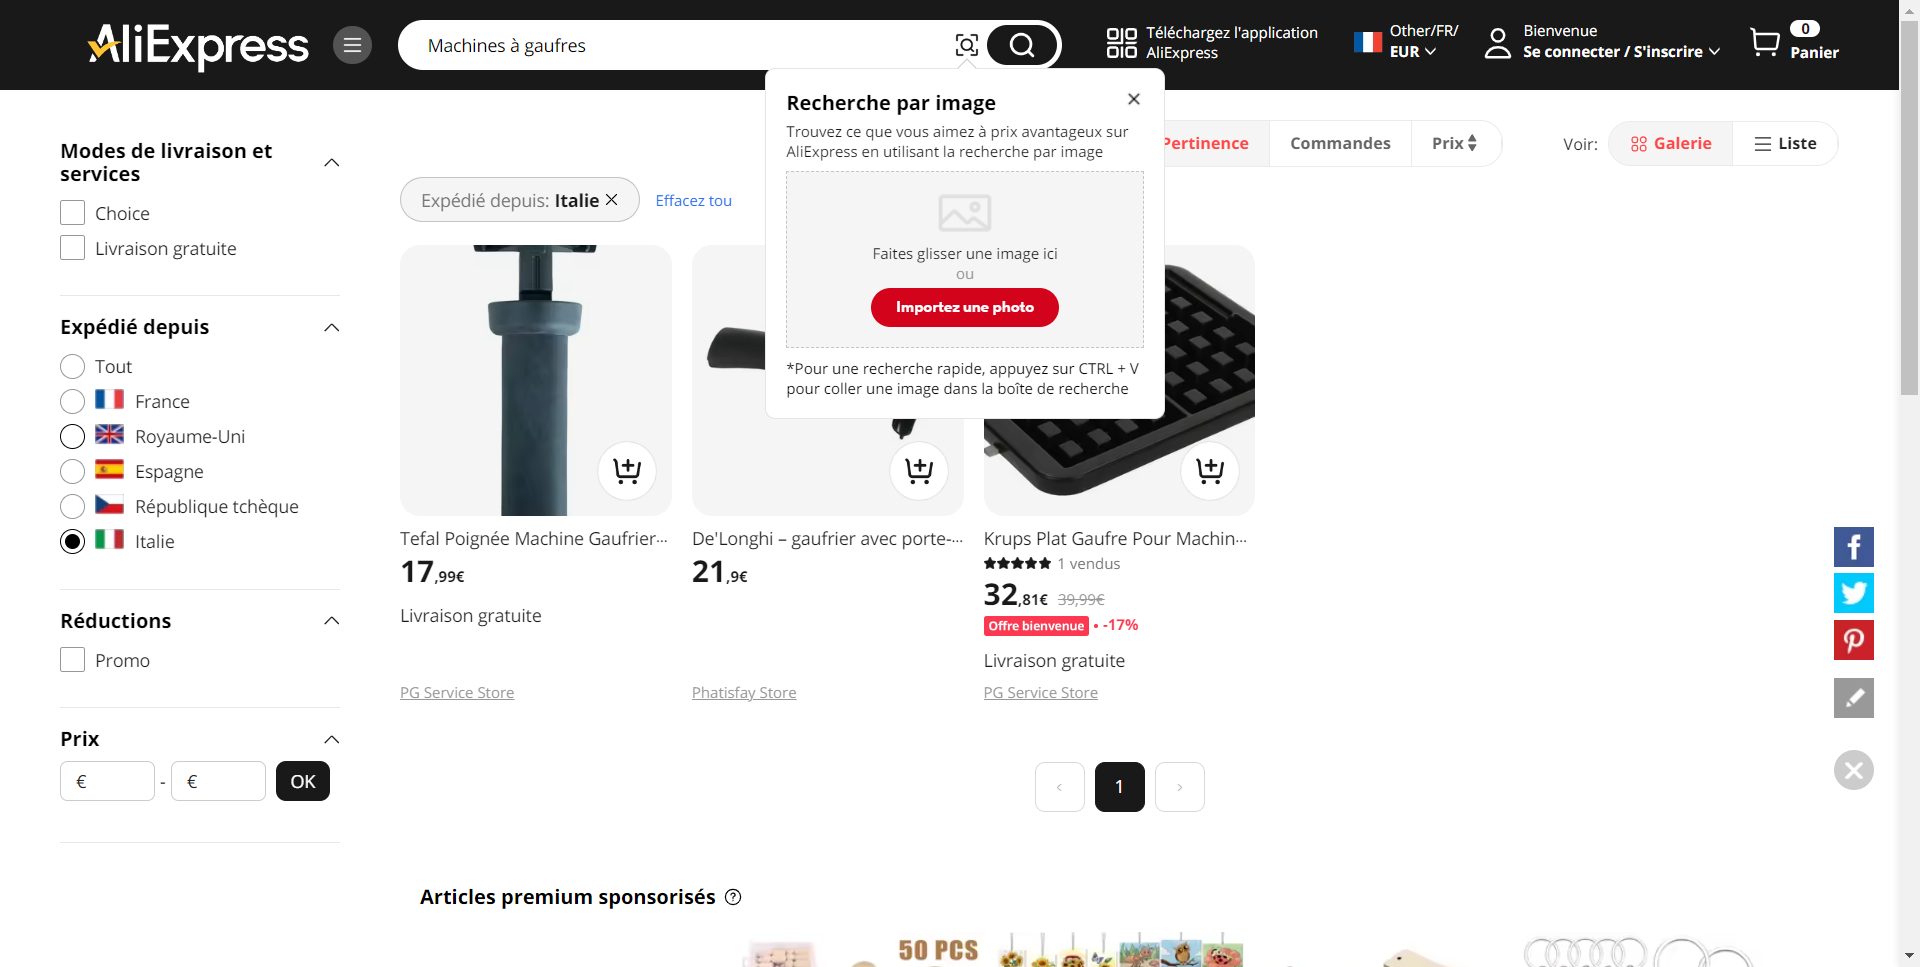 AliExpress
Machines à gaufres
Téléchargez l'application
AliExpress
Other/FR/
EUR
Bienvenue
Se connecter / S'inscrire
0
Panier
Recherche par image
Trouvez ce que vous aimez à prix avantageux sur
AliExpress en utilisant la recherche par image
Faites glisser une image ici
ou
Importez une photo
*Pour une recherche rapide, appuyez sur CTRL + V
pour coller une image dans la boîte de recherche
Pertinence
Commandes
Prix
Voir:
Galerie
Liste
Modes de livraison et
services
Choice
Livraison gratuite
Expédié depuis
Tout
France
Royaume-Uni
Espagne
République tchèque
Italie
Réductions
Promo
Prix
€ - € OK
Expédié depuis: Italie
Effacez tou
Tefal Poignée Machine Gaufrier...
17,99€
Livraison gratuite
PG Service Store
De'Longhi – gaufrier avec porte-...
21,9€
Phatisfay Store
Krups Plat Gaufre Pour Machin...
1 vendus
32,81€ 39,99€
Offre bienvenue • -17%
Livraison gratuite
PG Service Store
‹ 1 ›
Articles premium sponsorisés
50 PCS